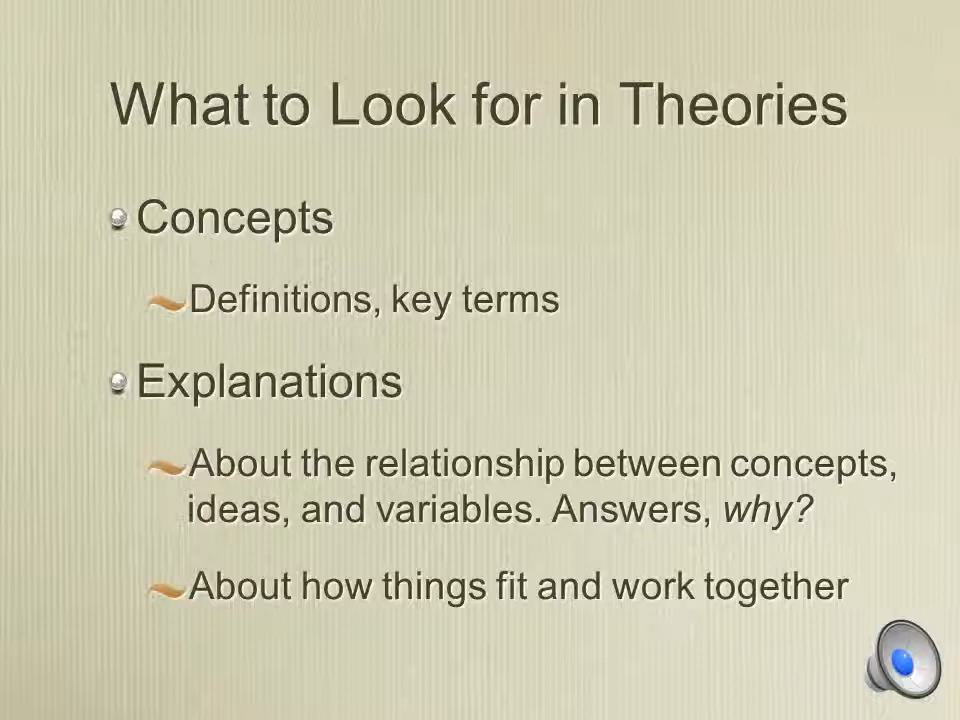 What to Look for in Theories
Concepts
Definitions, key terms
Explanations
About the relationship between concepts,
ideas, and variables. Answers, why?
About how things fit and work together